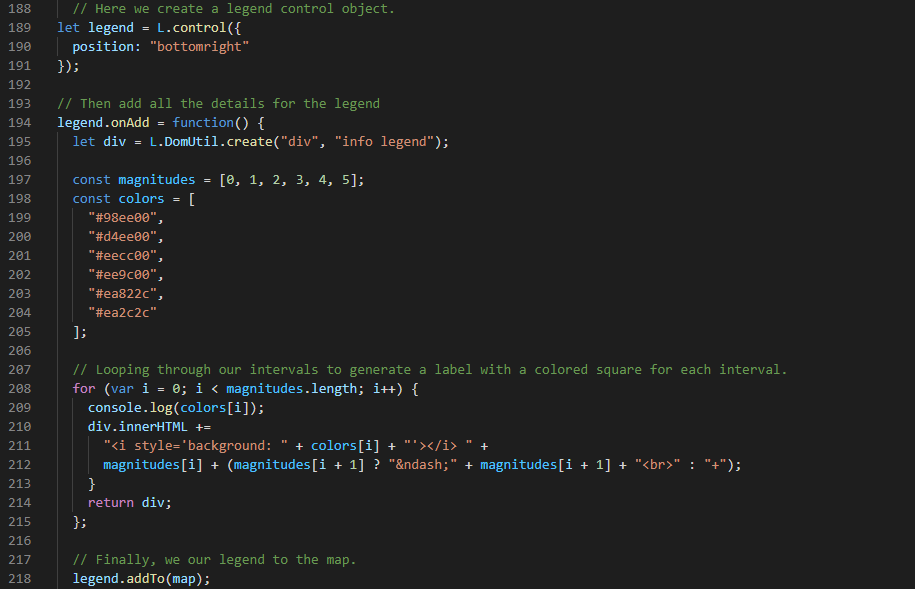 188     // Here we create a legend control object.
189   let legend = L.control({
190     position: "bottomright"
191   });
192
193   // Then add all the details for the legend
194   legend.onAdd = function() {
195     let div = L.DomUtil.create("div", "info legend");
196
197     const magnitudes = [0, 1, 2, 3, 4, 5];
198     const colors = [
199       "#98ee00",
200       "#d4ee00",
201       "#eecc00",
202       "#ee9c00",
203       "#ea822c",
204       "#ea2c2c"
205     ];
206
207     // Looping through our intervals to generate a label with a colored square for each interval.
208     for (var i = 0; i < magnitudes.length; i++) {
209       console.log(colors[i]);
210       div.innerHTML +=
211         "<i style='background: " + colors[i] + "'></i> " +
212         magnitudes[i] + (magnitudes[i + 1] ? "&ndash;" + magnitudes[i + 1] + "<br>" : "+");
213       }
214       return div;
215     };
216
217     // Finally, we our legend to the map.
218     legend.addTo(map);